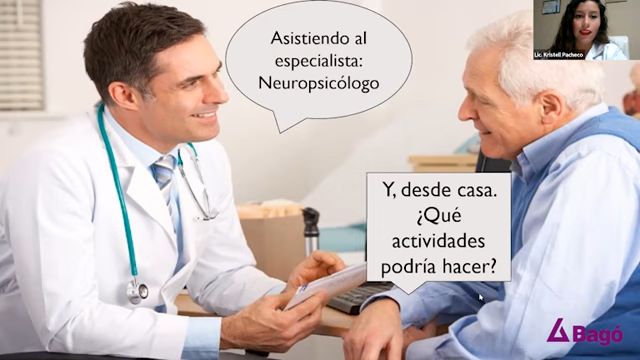 Asistiendo al
especialista:
Neuropsicólogo
Lic. Kristell Pacheco
Y, desde casa.
¿Qué
actividades
podría hacer?
Bagó